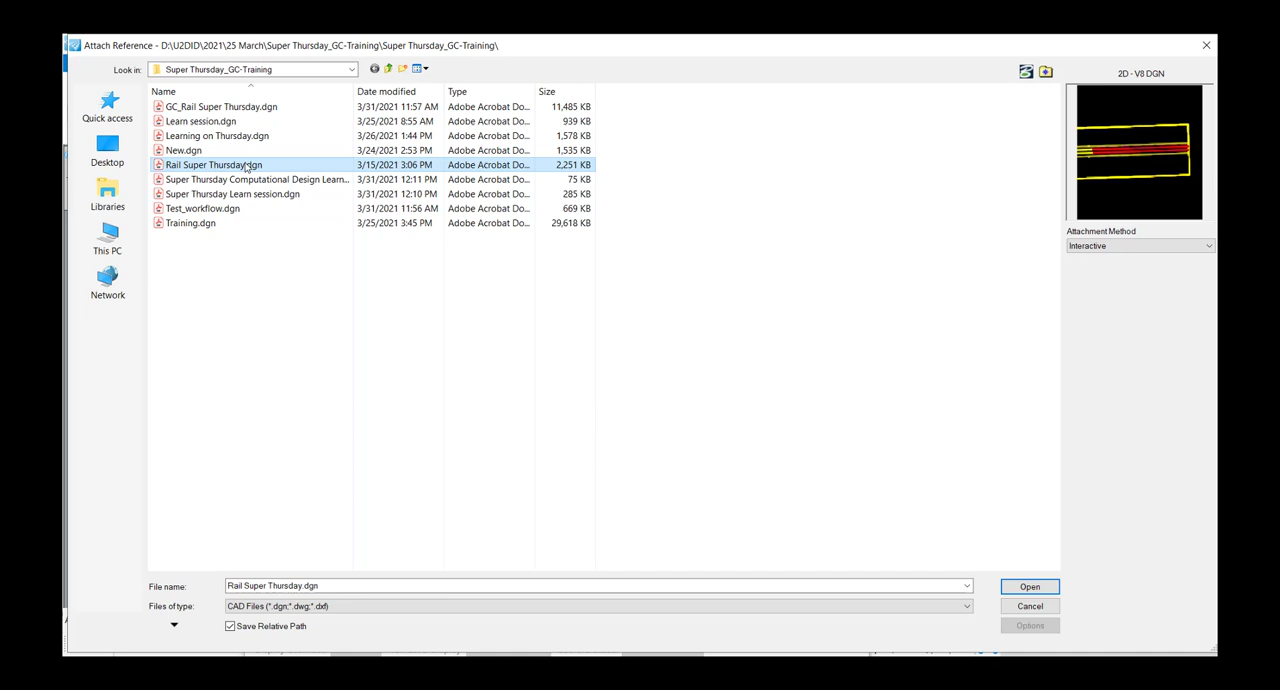 Attach Reference - D:\U2DID\2021\25 March\Super Thursday_GC-Training\Super Thursday_GC-Training\
Look in: Super Thursday_GC-Training
2D - V8 DGN
Name Date modified Type Size
GC_Rail Super Thursday.dgn 3/31/2021 11:57 AM Adobe Acrobat Do... 11,485 KB
Learn session.dgn 3/25/2021 8:55 AM Adobe Acrobat Do... 939 KB
Learning on Thursday.dgn 3/26/2021 1:44 PM Adobe Acrobat Do... 1,578 KB
New.dgn 3/24/2021 2:53 PM Adobe Acrobat Do... 1,535 KB
Rail Super Thursday.dgn 3/15/2021 3:06 PM Adobe Acrobat Do... 2,251 KB
Super Thursday Computational Design Learn... 3/31/2021 12:11 PM Adobe Acrobat Do... 75 KB
Super Thursday Learn session.dgn 3/31/2021 12:10 PM Adobe Acrobat Do... 285 KB
Test_workflow.dgn 3/31/2021 11:56 AM Adobe Acrobat Do... 669 KB
Training.dgn 3/25/2021 3:45 PM Adobe Acrobat Do... 29,618 KB
Quick access
Desktop
Libraries
This PC
Network
Attachment Method
Interactive
File name: Rail Super Thursday.dgn Open
Files of type: CAD Files (*.dgn;*.dwg;*.dxf) Cancel
Save Relative Path Options